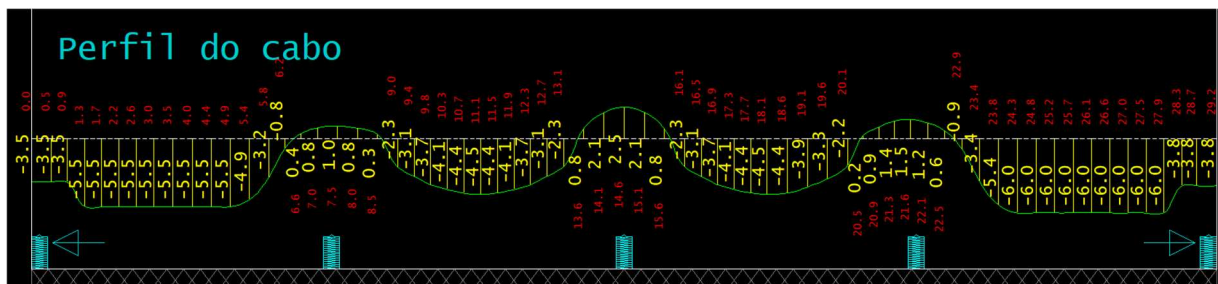 Perfil do cabo
0.0 0.5 0.9 1.3 1.7 2.2 2.6 3.0 3.5 4.0 4.4 4.9 5.4 5.8 6.2
9.0 9.4 9.8 10.3 10.7 11.1 11.5 11.9 12.3 12.7 13.1
16.1 16.5 16.9 17.3 17.7 18.1 18.6 19.1 19.6 20.1
22.9 23.4 23.8 24.3 24.8 25.2 25.7 26.1 26.6 27.0 27.5 27.9 28.3 28.7 29.2
-3.5 -3.5 -3.5 -5.5 -5.5 -5.5 -5.5 -5.5 -5.5 -5.5 -5.5 -5.5 -4.9 -3.2 -0.8
0.4 0.8 1.0 0.8 0.3
-2.3 -3.1 -3.7 -4.1 -4.4 -4.5 -4.4 -4.1 -3.7 -3.1 -2.3
0.8 2.1 2.5 2.1 0.8
-2.3 -3.1 -3.7 -4.1 -4.4 -4.5 -4.4 -3.9 -3.3 -2.2
0.2 0.9 1.4 1.5 1.2 0.6
-0.9 -3.4 -5.4 -6.0 -6.0 -6.0 -6.0 -6.0 -6.0 -6.0 -6.0 -6.0 -3.8 -3.8 -3.8
6.6 7.0 7.5 8.0 8.5
13.6 14.1 14.6 15.1 15.6
20.5 20.9 21.3 21.6 22.1 22.5